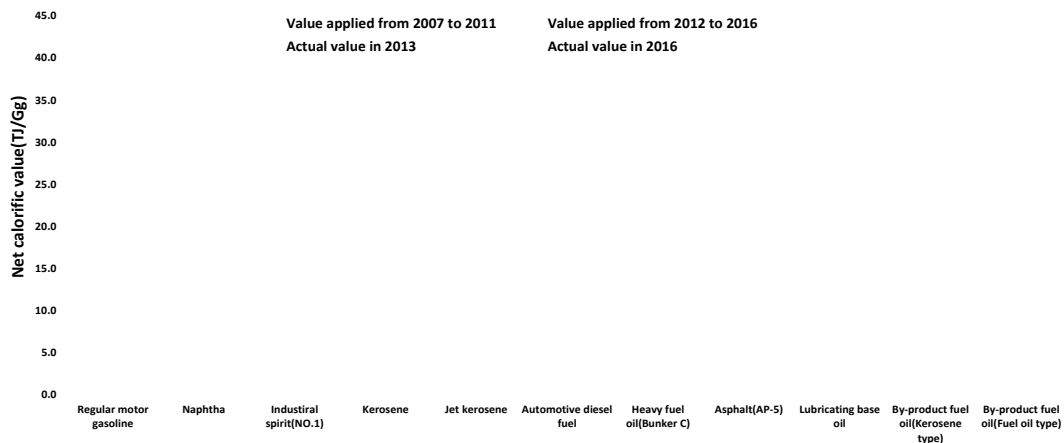 45.0
40.0
35.0
30.0
25.0
20.0
15.0
10.0
5.0
0.0
Net calorific value(TJ/Gg)
Value applied from 2007 to 2011
Value applied from 2012 to 2016
Actual value in 2013
Actual value in 2016
Regular motor
gasoline
Naphtha
Industiral
spirit(NO.1)
Kerosene
Jet kerosene
Automotive diesel
fuel
Heavy fuel
oil(Bunker C)
Asphalt(AP-5)
Lubricating base
oil
By-product fuel
oil(Kerosene
type)
By-product fuel
oil(Fuel oil type)